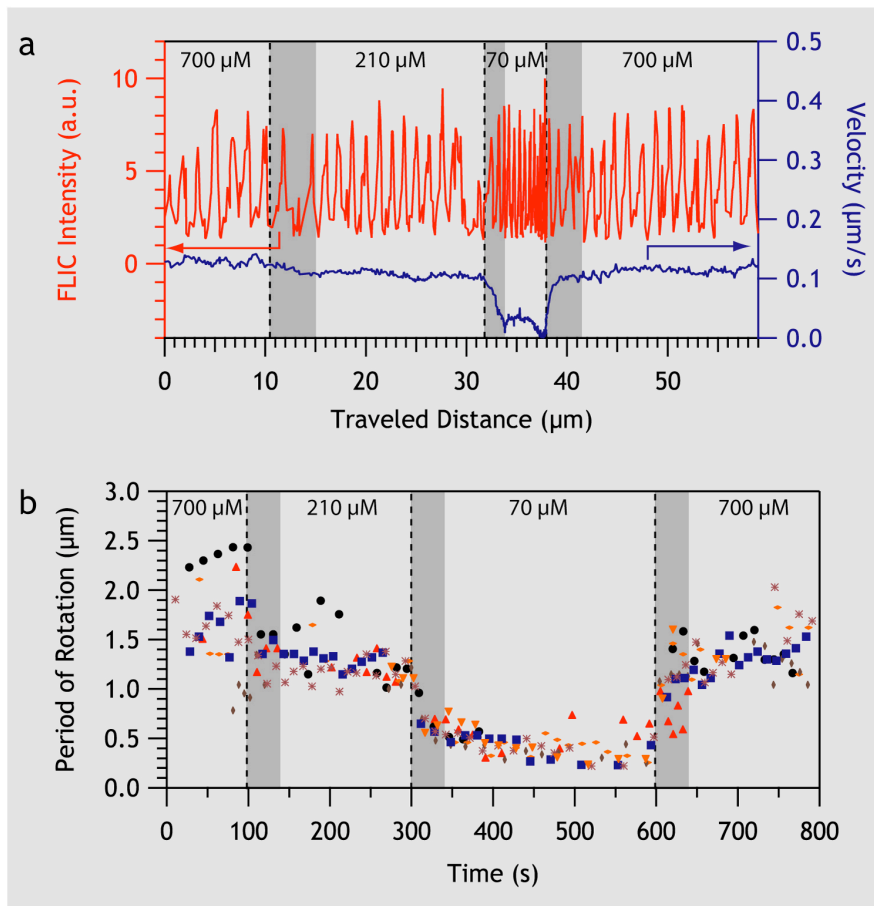 a
700 µM
210 µM
70 µM
700 µM
10
5
0
FLIC Intensity (a.u.)
0.5
0.4
0.3
0.2
0.1
0.0
Velocity (µm/s)
0 10 20 30 40 50
Traveled Distance (µm)
b
700 µM
210 µM
70 µM
700 µM
3.0
2.5
2.0
1.5
1.0
0.5
0.0
Period of Rotation (µm)
0 100 200 300 400 500 600 700 800
Time (s)